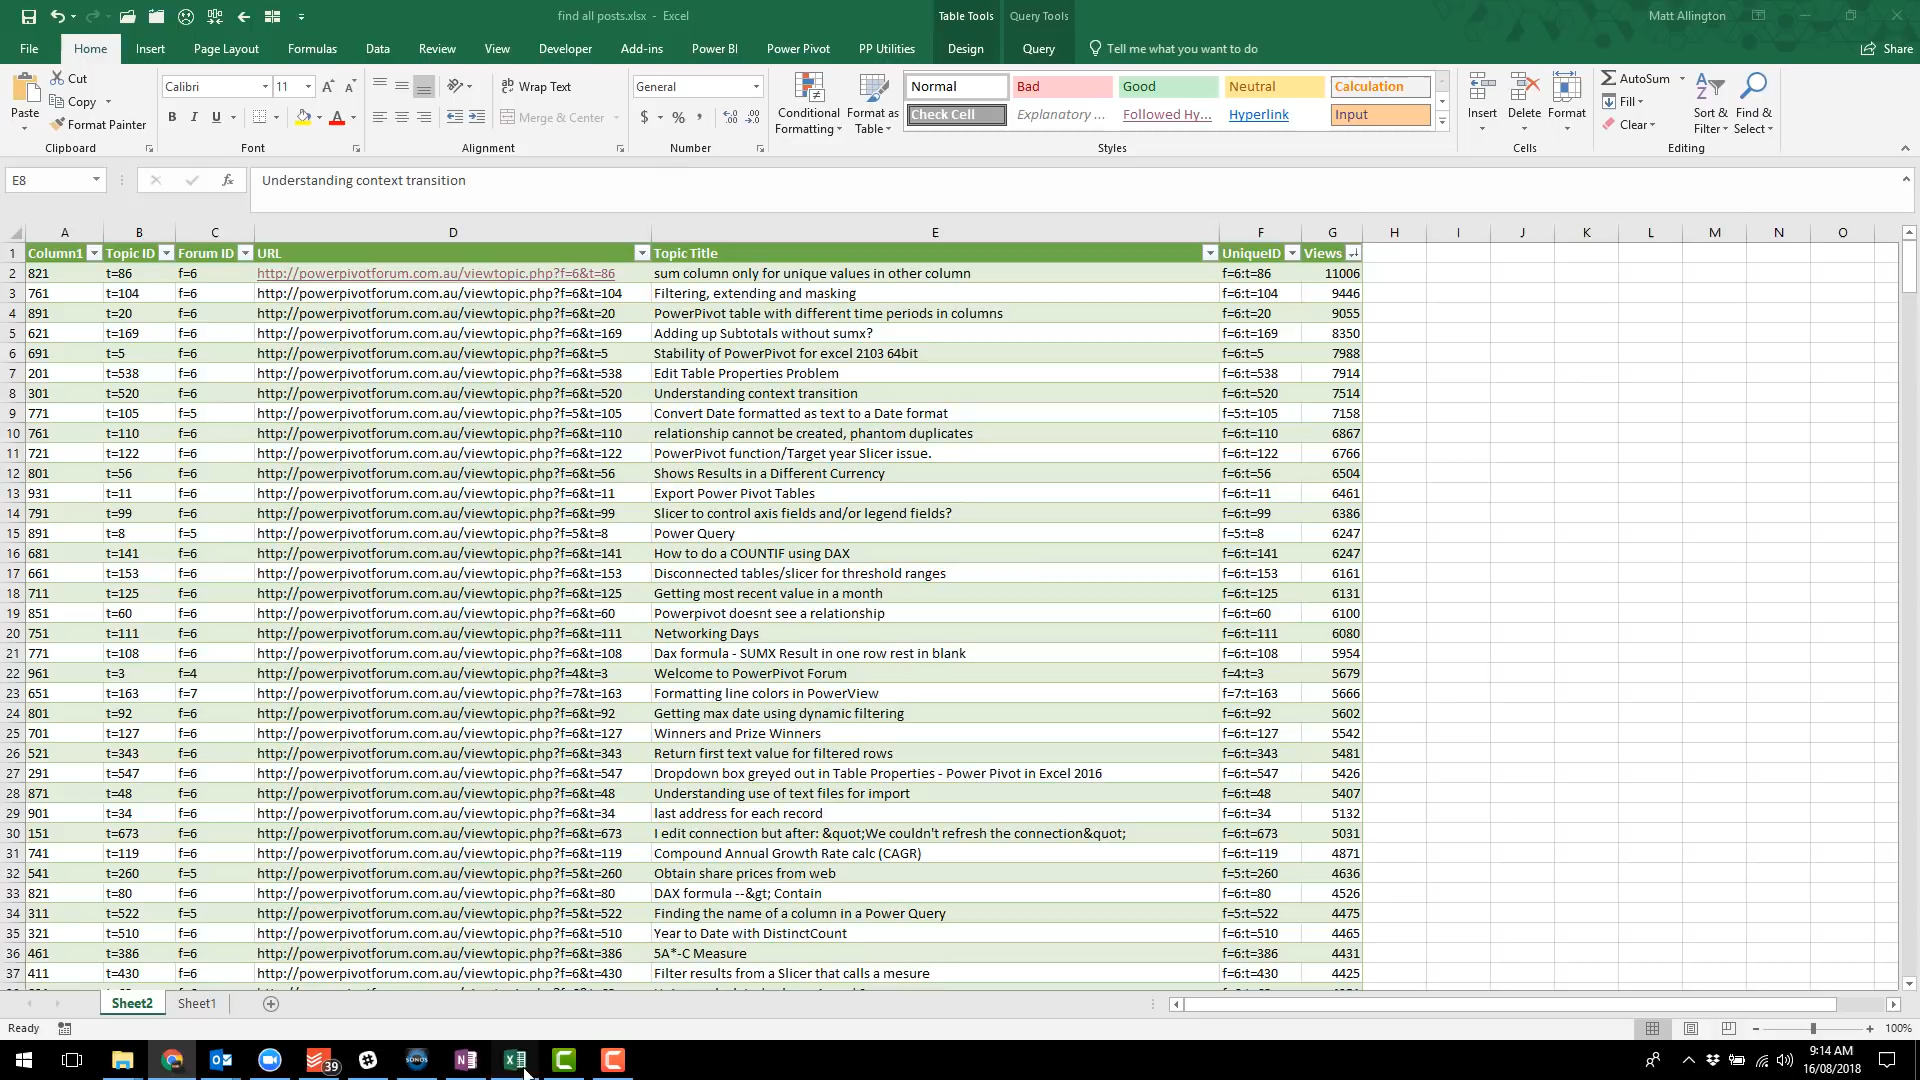 find all posts.xlsx - Excel
Table Tools
Query Tools
Matt Allington
File Home Insert Page Layout Formulas Data Review View Developer Add-ins Power BI Power Pivot PP Utilities Design Query Tell me what you want to do Share
Paste
Cut
Copy
Format Painter
Calibri 11
B I U
Wrap Text
Merge & Center
General
$ % ,
Conditional Formatting
Format as Table
Normal Bad Good Neutral Calculation
Check Cell Explanatory ... Followed Hy... Hyperlink Input
Insert Delete Format
AutoSum
Fill
Clear
Sort & Filter
Find & Select
Clipboard Font Alignment Number Styles Cells Editing
E8 fx Understanding context transition
A B C D E F G H I J K L M N O
1 Column1 Topic ID Forum ID URL Topic Title UniqueID Views
2 821 t=86 f=6 http://powerpivotforum.com.au/viewtopic.php?f=6&t=86 sum column only for unique values in other column f=6:t=86 11006
3 761 t=104 f=6 http://powerpivotforum.com.au/viewtopic.php?f=6&t=104 Filtering, extending and masking f=6:t=104 9446
4 891 t=20 f=6 http://powerpivotforum.com.au/viewtopic.php?f=6&t=20 PowerPivot table with different time periods in columns f=6:t=20 9055
5 621 t=169 f=6 http://powerpivotforum.com.au/viewtopic.php?f=6&t=169 Adding up Subtotals without sumx? f=6:t=169 8350
6 691 t=5 f=6 http://powerpivotforum.com.au/viewtopic.php?f=6&t=5 Stability of PowerPivot for excel 2103 64bit f=6:t=5 7988
7 201 t=538 f=6 http://powerpivotforum.com.au/viewtopic.php?f=6&t=538 Edit Table Properties Problem f=6:t=538 7914
8 301 t=520 f=6 http://powerpivotforum.com.au/viewtopic.php?f=6&t=520 Understanding context transition f=6:t=520 7514
9 771 t=105 f=5 http://powerpivotforum.com.au/viewtopic.php?f=5&t=105 Convert Date formatted as text to a Date format f=5:t=105 7158
10 761 t=110 f=6 http://powerpivotforum.com.au/viewtopic.php?f=6&t=110 relationship cannot be created, phantom duplicates f=6:t=110 6867
11 721 t=122 f=6 http://powerpivotforum.com.au/viewtopic.php?f=6&t=122 PowerPivot function/Target year Slicer issue. f=6:t=122 6766
12 801 t=56 f=6 http://powerpivotforum.com.au/viewtopic.php?f=6&t=56 Shows Results in a Different Currency f=6:t=56 6504
13 931 t=11 f=6 http://powerpivotforum.com.au/viewtopic.php?f=6&t=11 Export Power Pivot Tables f=6:t=11 6461
14 791 t=99 f=6 http://powerpivotforum.com.au/viewtopic.php?f=6&t=99 Slicer to control axis fields and/or legend fields? f=6:t=99 6386
15 891 t=8 f=5 http://powerpivotforum.com.au/viewtopic.php?f=5&t=8 Power Query f=5:t=8 6247
16 681 t=141 f=6 http://powerpivotforum.com.au/viewtopic.php?f=6&t=141 How to do a COUNTIF using DAX f=6:t=141 6247
17 661 t=153 f=6 http://powerpivotforum.com.au/viewtopic.php?f=6&t=153 Disconnected tables/slicer for threshold ranges f=6:t=153 6161
18 711 t=125 f=6 http://powerpivotforum.com.au/viewtopic.php?f=6&t=125 Getting most recent value in a month f=6:t=125 6131
19 851 t=60 f=6 http://powerpivotforum.com.au/viewtopic.php?f=6&t=60 Powerpivot doesnt see a relationship f=6:t=60 6100
20 751 t=111 f=6 http://powerpivotforum.com.au/viewtopic.php?f=6&t=111 Networking Days f=6:t=111 6080
21 771 t=108 f=6 http://powerpivotforum.com.au/viewtopic.php?f=6&t=108 Dax formula - SUMX Result in one row rest in blank f=6:t=108 5954
22 961 t=3 f=4 http://powerpivotforum.com.au/viewtopic.php?f=4&t=3 Welcome to PowerPivot Forum f=4:t=3 5679
23 651 t=163 f=7 http://powerpivotforum.com.au/viewtopic.php?f=7&t=163 Formatting line colors in PowerView f=7:t=163 5666
24 801 t=92 f=6 http://powerpivotforum.com.au/viewtopic.php?f=6&t=92 Getting max date using dynamic filtering f=6:t=92 5602
25 701 t=127 f=6 http://powerpivotforum.com.au/viewtopic.php?f=6&t=127 Winners and Prize Winners f=6:t=127 5542
26 521 t=343 f=6 http://powerpivotforum.com.au/viewtopic.php?f=6&t=343 Return first text value for filtered rows f=6:t=343 5481
27 291 t=547 f=6 http://powerpivotforum.com.au/viewtopic.php?f=6&t=547 Dropdown box greyed out in Table Properties - Power Pivot in Excel 2016 f=6:t=547 5426
28 871 t=48 f=6 http://powerpivotforum.com.au/viewtopic.php?f=6&t=48 Understanding use of text files for import f=6:t=48 5407
29 901 t=34 f=6 http://powerpivotforum.com.au/viewtopic.php?f=6&t=34 last address for each record f=6:t=34 5132
30 151 t=673 f=6 http://powerpivotforum.com.au/viewtopic.php?f=6&t=673 I edit connection but after: &quot;We couldn't refresh the connection&quot; f=6:t=673 5031
31 741 t=119 f=6 http://powerpivotforum.com.au/viewtopic.php?f=6&t=119 Compound Annual Growth Rate calc (CAGR) f=6:t=119 4871
32 541 t=260 f=5 http://powerpivotforum.com.au/viewtopic.php?f=5&t=260 Obtain share prices from web f=5:t=260 4636
33 821 t=80 f=6 http://powerpivotforum.com.au/viewtopic.php?f=6&t=80 DAX formula --&gt; Contain f=6:t=80 4526
34 311 t=522 f=5 http://powerpivotforum.com.au/viewtopic.php?f=5&t=522 Finding the name of a column in a Power Query f=5:t=522 4475
35 321 t=510 f=6 http://powerpivotforum.com.au/viewtopic.php?f=6&t=510 Year to Date with DistinctCount f=6:t=510 4465
36 461 t=386 f=6 http://powerpivotforum.com.au/viewtopic.php?f=6&t=386 5A*-C Measure f=6:t=386 4431
37 411 t=430 f=6 http://powerpivotforum.com.au/viewtopic.php?f=6&t=430 Filter results from a Slicer that calls a mesure f=6:t=430 4425
Sheet2 Sheet1
Ready 100%
39 SONOS
9:14 AM
16/08/2018